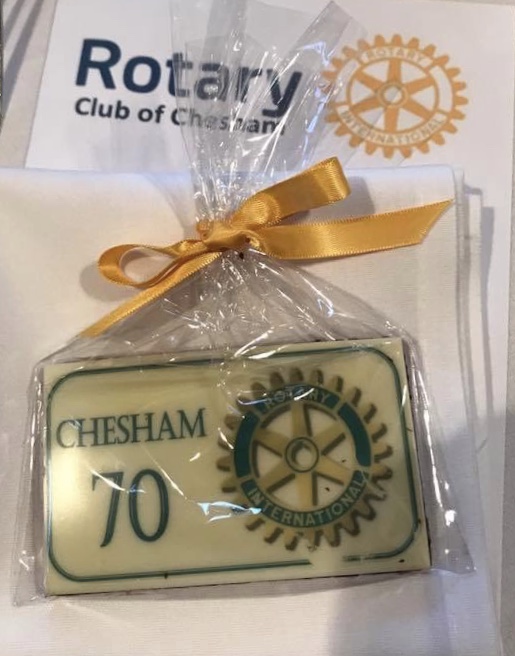 Rotary
Club of Chesham
ROTARY
INTERNATIONAL
CHESHAM
70
ROTARY
INTERNATIONAL